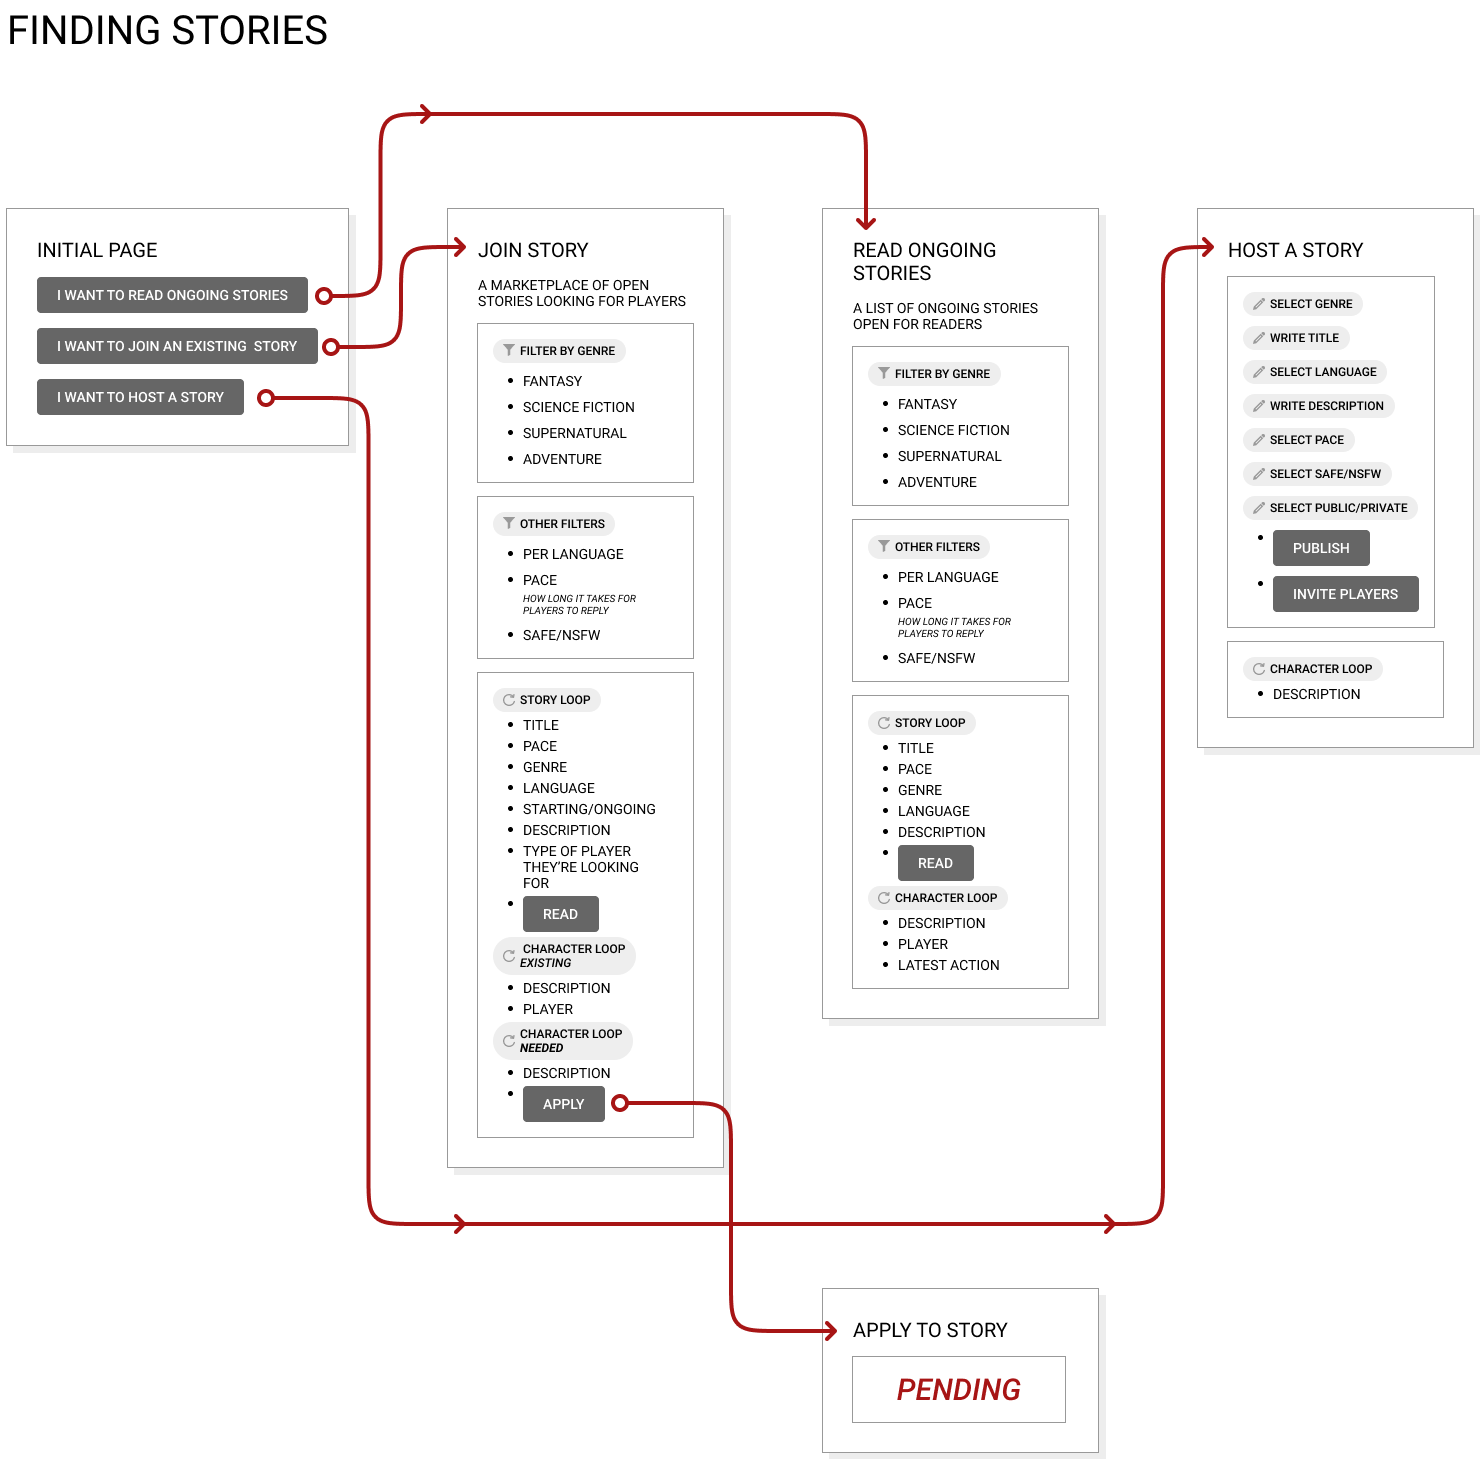 FINDING STORIES
INITIAL PAGE
I WANT TO READ ONGOING STORIES
I WANT TO JOIN AN EXISTING STORY
I WANT TO HOST A STORY
JOIN STORY
A MARKETPLACE OF OPEN
STORIES LOOKING FOR PLAYERS
FILTER BY GENRE
FANTASY
SCIENCE FICTION
SUPERNATURAL
ADVENTURE
OTHER FILTERS
PER LANGUAGE
PACE
HOW LONG IT TAKES FOR
PLAYERS TO REPLY
SAFE/NSFW
STORY LOOP
TITLE
PACE
GENRE
LANGUAGE
STARTING/ONGOING
DESCRIPTION
TYPE OF PLAYER
THEY'RE LOOKING
FOR
READ
CHARACTER LOOP
EXISTING
DESCRIPTION
PLAYER
CHARACTER LOOP
NEEDED
DESCRIPTION
APPLY
READ ONGOING
STORIES
A LIST OF ONGOING STORIES
OPEN FOR READERS
FILTER BY GENRE
FANTASY
SCIENCE FICTION
SUPERNATURAL
ADVENTURE
OTHER FILTERS
PER LANGUAGE
PACE
HOW LONG IT TAKES FOR
PLAYERS TO REPLY
SAFE/NSFW
STORY LOOP
TITLE
PACE
GENRE
LANGUAGE
DESCRIPTION
READ
CHARACTER LOOP
DESCRIPTION
PLAYER
LATEST ACTION
HOST A STORY
SELECT GENRE
WRITE TITLE
SELECT LANGUAGE
WRITE DESCRIPTION
SELECT PACE
SELECT SAFE/NSFW
SELECT PUBLIC/PRIVATE
PUBLISH
INVITE PLAYERS
CHARACTER LOOP
DESCRIPTION
APPLY TO STORY
PENDING